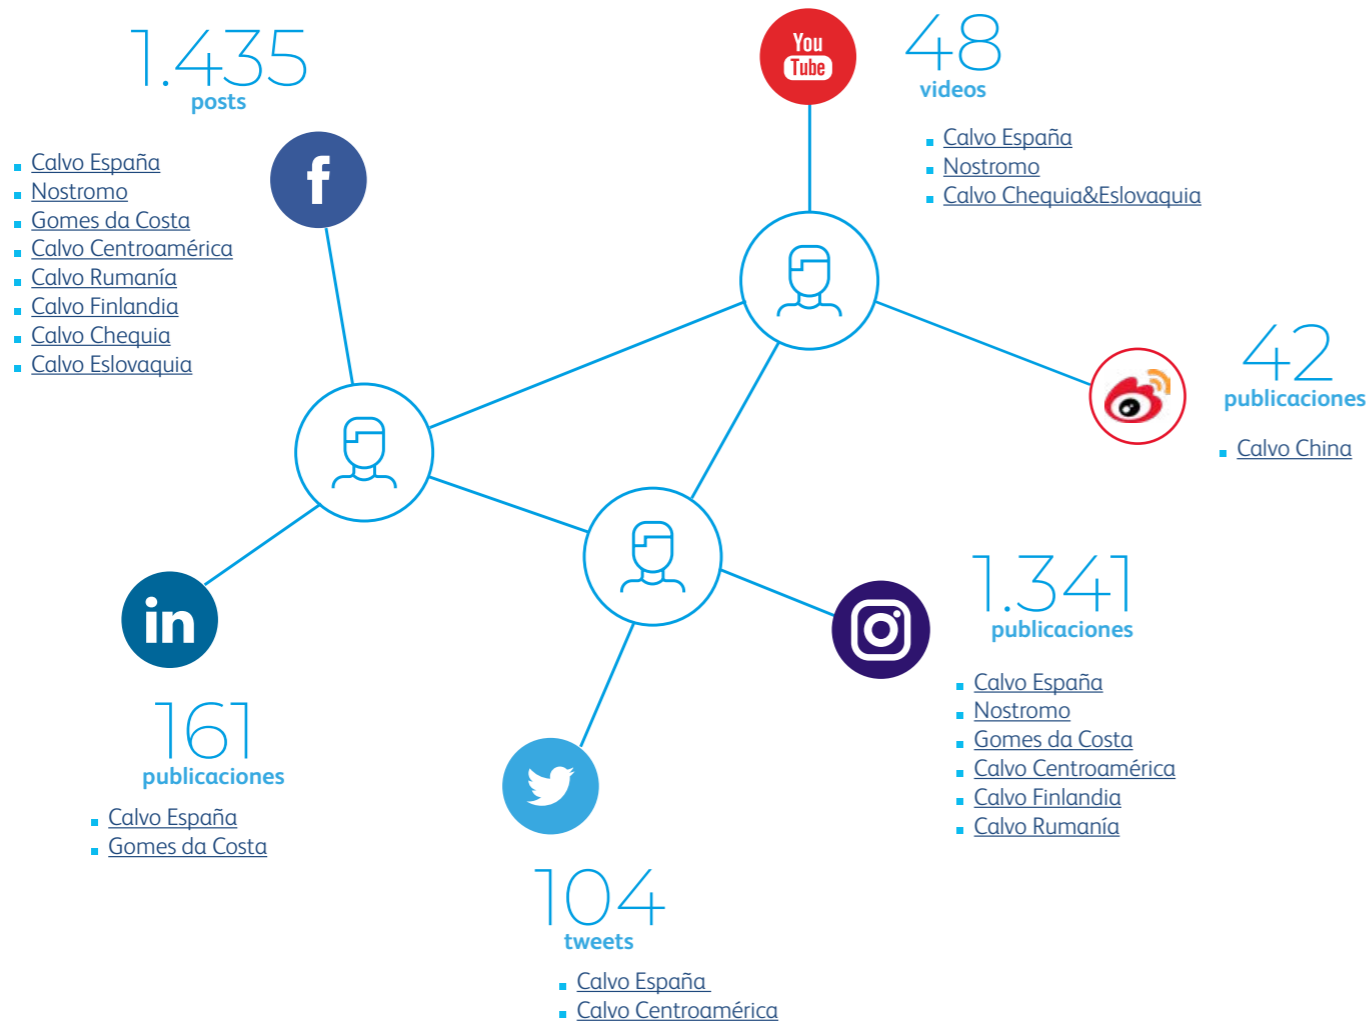 1.435
posts
Calvo España
Nostromo
Gomes da Costa
Calvo Centroamérica
Calvo Rumanía
Calvo Finlandia
Calvo Chequia
Calvo Eslovaquia
f
You
Tube
48
videos
Calvo España
Nostromo
Calvo Chequia&Eslovaquia
42
publicaciones
Calvo China
in
161
publicaciones
Calvo España
Gomes da Costa
1.341
publicaciones
Calvo España
Nostromo
Gomes da Costa
Calvo Centroamérica
Calvo Finlandia
Calvo Rumanía
104
tweets
Calvo España
Calvo Centroamérica